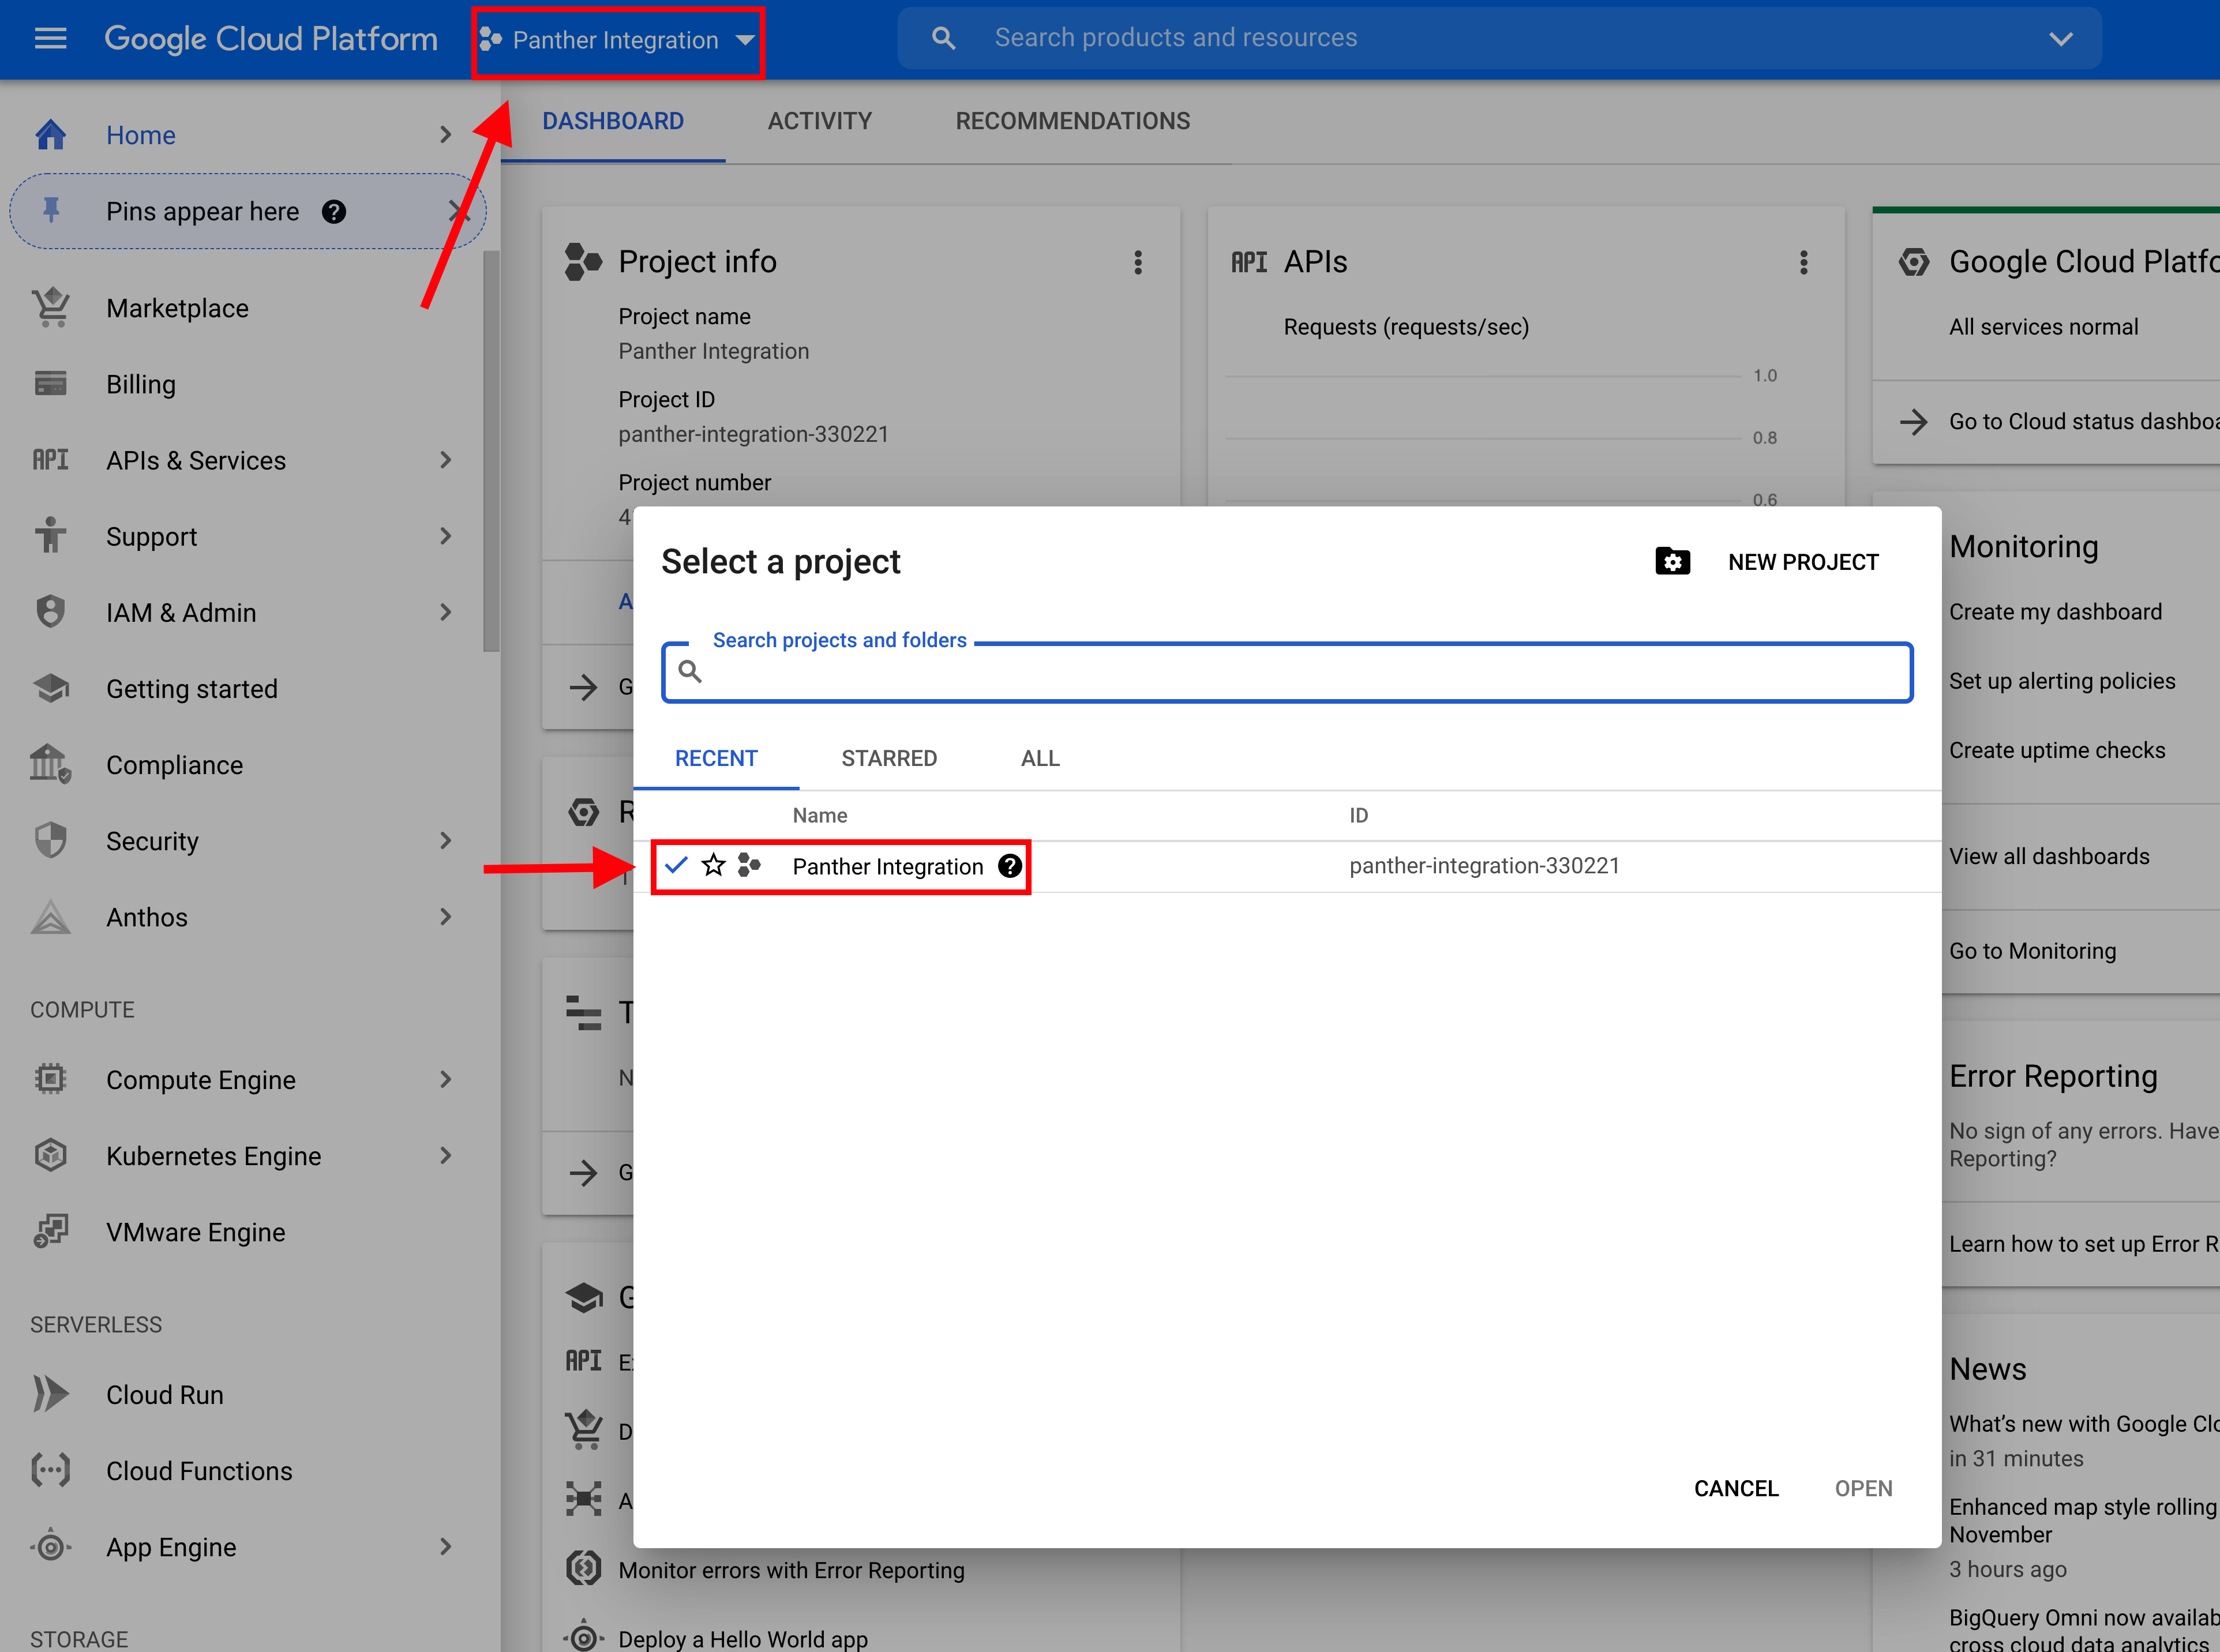 Google Cloud Platform
Panther Integration
Search products and resources
Home
Pins appear here
Marketplace
Billing
API
APIs & Services
Support
IAM & Admin
Getting started
Compliance
Security
Anthos
COMPUTE
Compute Engine
Kubernetes Engine
VMware Engine
SERVERLESS
Cloud Run
Cloud Functions
App Engine
STORAGE
DASHBOARD
ACTIVITY
RECOMMENDATIONS
Project info
Project name
Panther Integration
Project ID
panther-integration-330221
Project number
4
API APIs
Requests (requests/sec)
1.0
0.8
0.6
Google Cloud Platfo
All services normal
Go to Cloud status dashboa
Select a project
NEW PROJECT
Search projects and folders
RECENT
STARRED
ALL
Name
ID
Panther Integration
panther-integration-330221
CANCEL
OPEN
A
G
R
T
N
G
G
API
E
D
A
Monitor errors with Error Reporting
Deploy a Hello World app
Monitoring
Create my dashboard
Set up alerting policies
Create uptime checks
View all dashboards
Go to Monitoring
Error Reporting
No sign of any errors. Have
Reporting?
Learn how to set up Error R
News
What's new with Google Clo
in 31 minutes
Enhanced map style rolling
November
3 hours ago
BigQuery Omni now availab
cross cloud data analytics